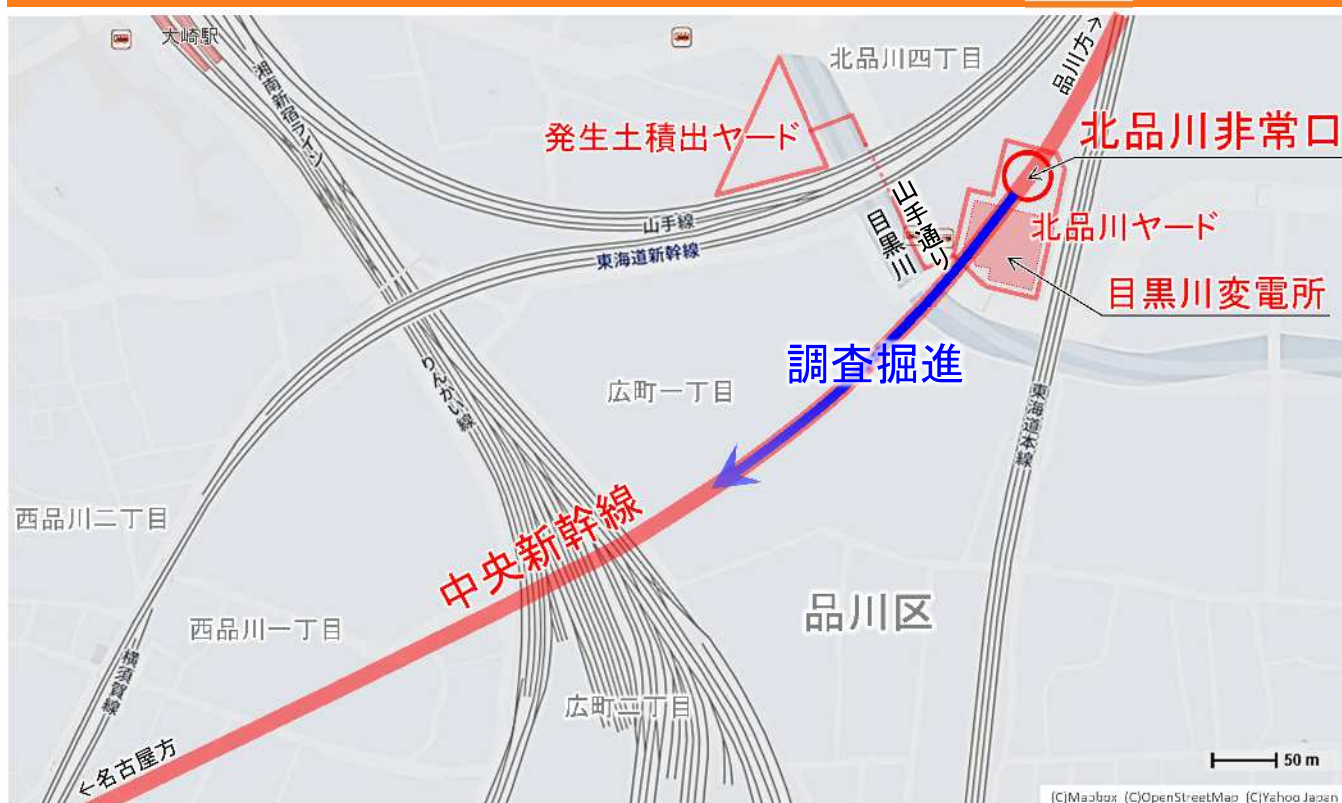 大崎駅
北品川四丁目
品川方→
湘南新宿ライン
発生土積出ヤード
北品川非常口
山手通り
目黒川
北品川ヤード
山手線
東海道新幹線
目黒川変電所
調査掘進
りんかい線
広町一丁目
東海道本線
西品川二丁目
中央新幹線
品川区
西品川一丁目
横須賀線
広町二丁目
←名古屋方
50 m
(C)Mapbox (C)OpenStreetMap (C)Yahoo Japan